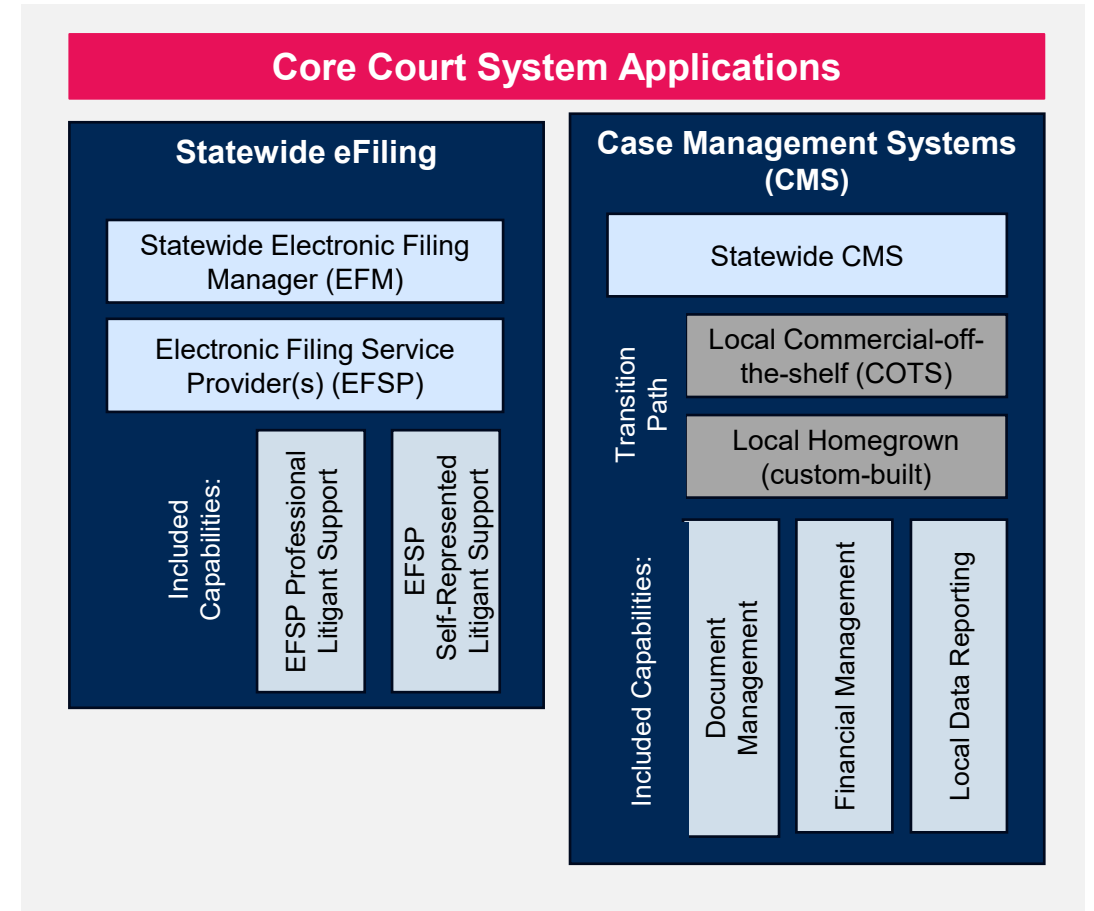 Core Court System Applications
Statewide eFiling
Statewide Electronic Filing
Manager (EFM)
Electronic Filing Service
Provider(s) (EFSP)
Included
Capabilities:
EFSP Professional
Litigant Support
EFSP
Self-Represented
Litigant Support
Case Management Systems
(CMS)
Statewide CMS
Transition
Path
Local Commercial-off-
the-shelf (COTS)
Local Homegrown
(custom-built)
Included Capabilities:
Document
Management
Financial Management
Local Data Reporting